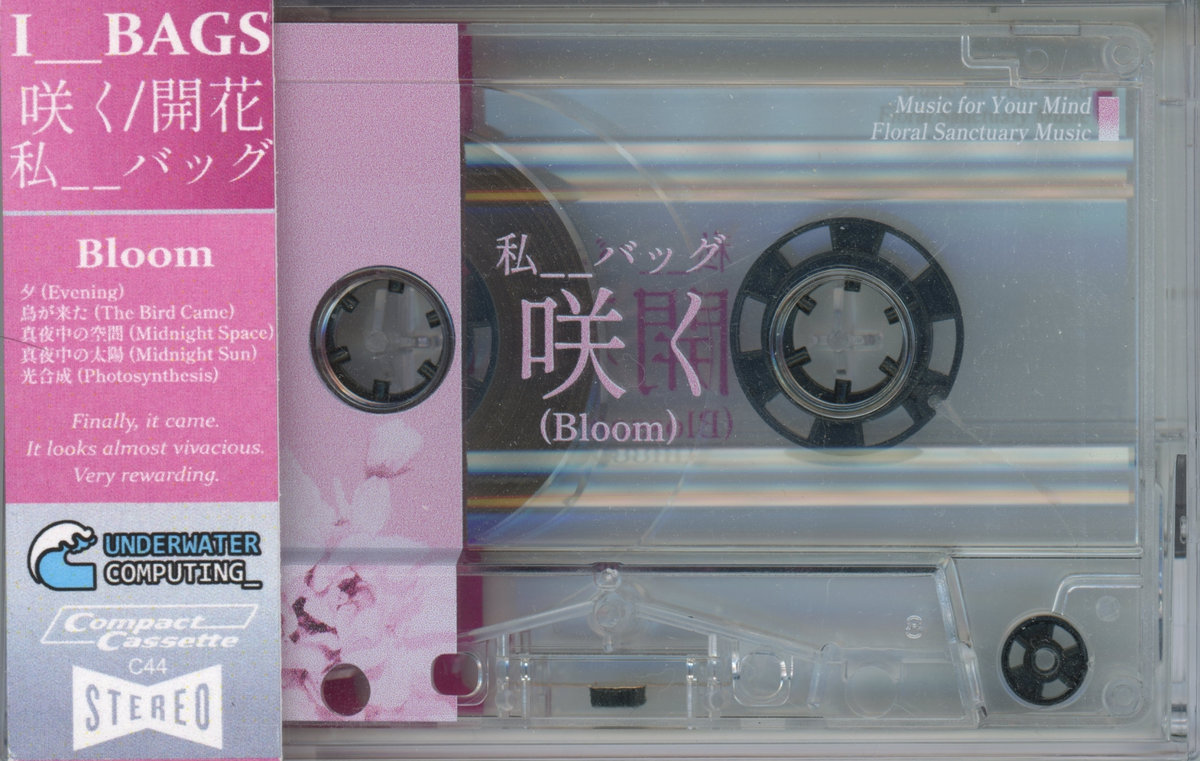 I__BAGS
咲く/開花
私__バッグ
Bloom
夕 (Evening)
鳥が来た (The Bird Came)
真夜中の空間 (Midnight Space)
真夜中の太陽 (Midnight Sun)
光合成 (Photosynthesis)
Finally, it came.
It looks almost vivacious.
Very rewarding.
UNDERWATER
COMPUTING_
Compact
Cassette
C44
STEREO
Music for Your Mind
Floral Sanctuary Music
私__バッグ
咲く
(Bloom)